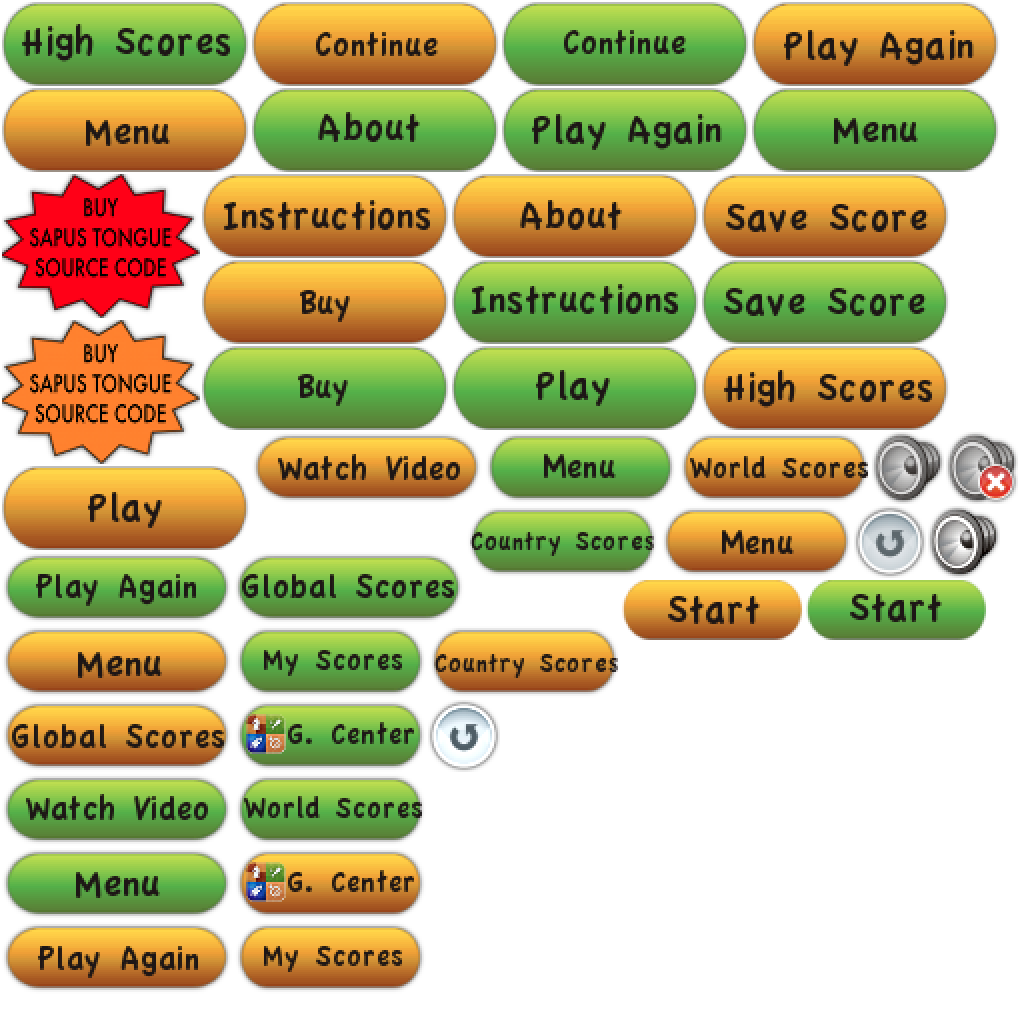 High Scores
Continue
Continue
Play Again
Menu
About
Play Again
Menu
BUY
SAPUS TONGUE
SOURCE CODE
Instructions
About
Save Score
Buy
Instructions
Save Score
BUY
SAPUS TONGUE
SOURCE CODE
Buy
Play
High Scores
Watch Video
Menu
World Scores
Play
Country Scores
Menu
Play Again
Global Scores
Start
Start
Menu
My Scores
Country Scores
Global Scores
G. Center
Watch Video
World Scores
Menu
G. Center
Play Again
My Scores